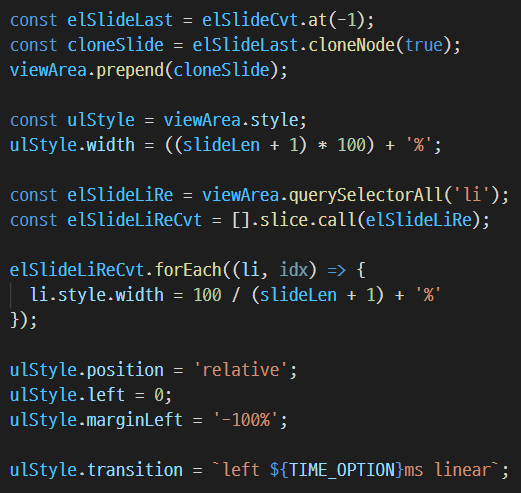 const elSlideLast = elSlideCvt.at(-1);
const cloneSlide = elSlideLast.cloneNode(true);
viewArea.prepend(cloneSlide);

const ulStyle = viewArea.style;
ulStyle.width = ((slideLen + 1) * 100) + '%';

const elSlideLiRe = viewArea.querySelectorAll('li');
const elSlideLiReCvt = [].slice.call(elSlideLiRe);

elSlideLiReCvt.forEach((li, idx) => {
  li.style.width = 100 / (slideLen + 1) + '%'
});

ulStyle.position = 'relative';
ulStyle.left = 0;
ulStyle.marginLeft = '-100%';

ulStyle.transition = `left ${TIME_OPTION}ms linear`;